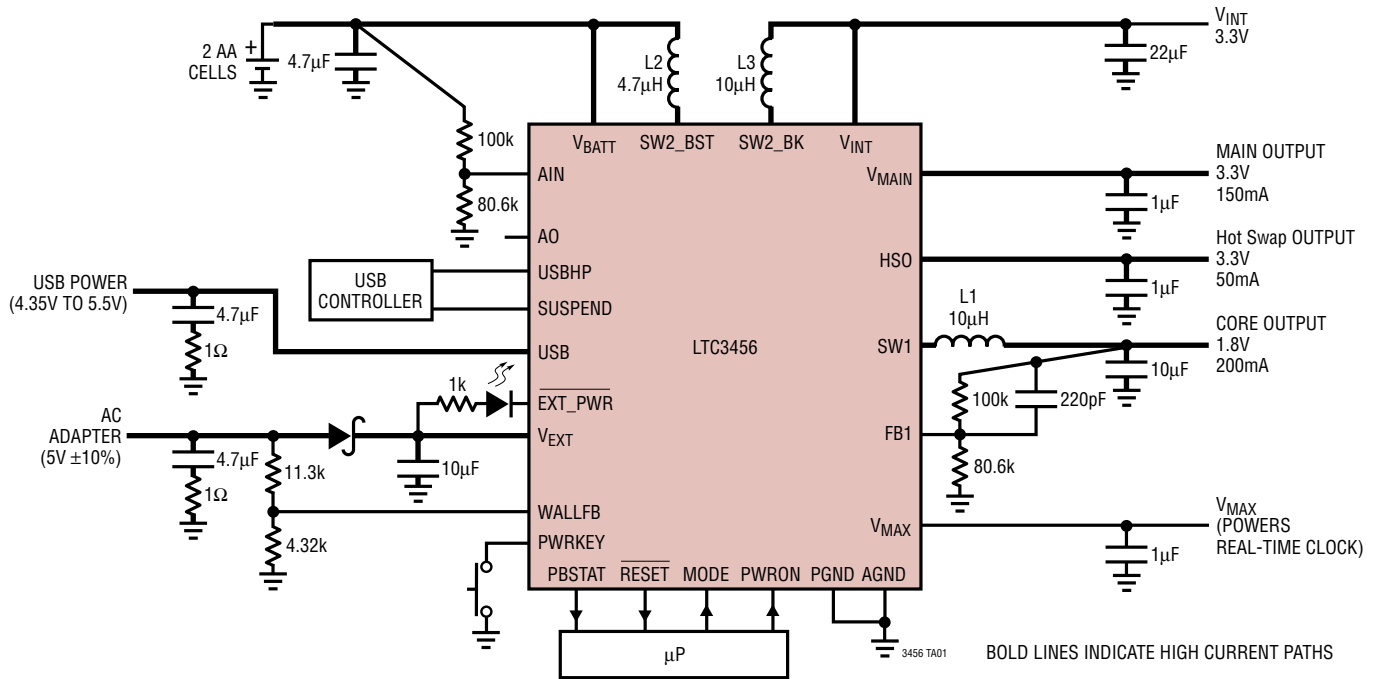 2 AA
CELLS
+
4.7µF
L2
4.7µH
L3
10µH
22µF
VINT
3.3V
100k
80.6k
VBATT
SW2_BST
SW2_BK
VINT
AIN
AO
USBHP
SUSPEND
USB
EXT_PWR
VEXT
WALLFB
PWRKEY
LTC3456
VMAIN
HSO
SW1
FB1
VMAX
PBSTAT
RESET
MODE
PWRON
PGND
AGND
MAIN OUTPUT
3.3V
150mA
1µF
Hot Swap OUTPUT
3.3V
50mA
1µF
L1
10µH
CORE OUTPUT
1.8V
200mA
10µF
100k
220pF
80.6k
VMAX
(POWERS
REAL-TIME CLOCK)
1µF
USB
CONTROLLER
USB POWER
(4.35V TO 5.5V)
4.7µF
1Ω
1k
AC
ADAPTER
(5V ±10%)
4.7µF
1Ω
11.3k
4.32k
10µF
µP
3456 TA01
BOLD LINES INDICATE HIGH CURRENT PATHS